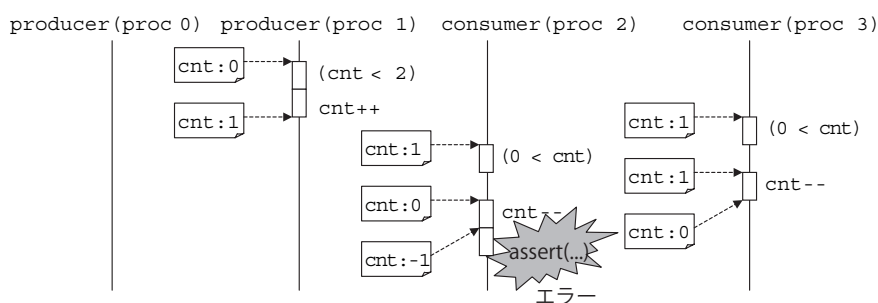 producer(proc 0) producer(proc 1) consumer(proc 2) consumer(proc 3)
cnt:0
(cnt < 2)
cnt:1
cnt++
cnt:1
(0 < cnt)
cnt:1
(0 < cnt)
cnt:0
cnt--
cnt:1
cnt--
cnt:-1
assert(...)
cnt:0
エラー